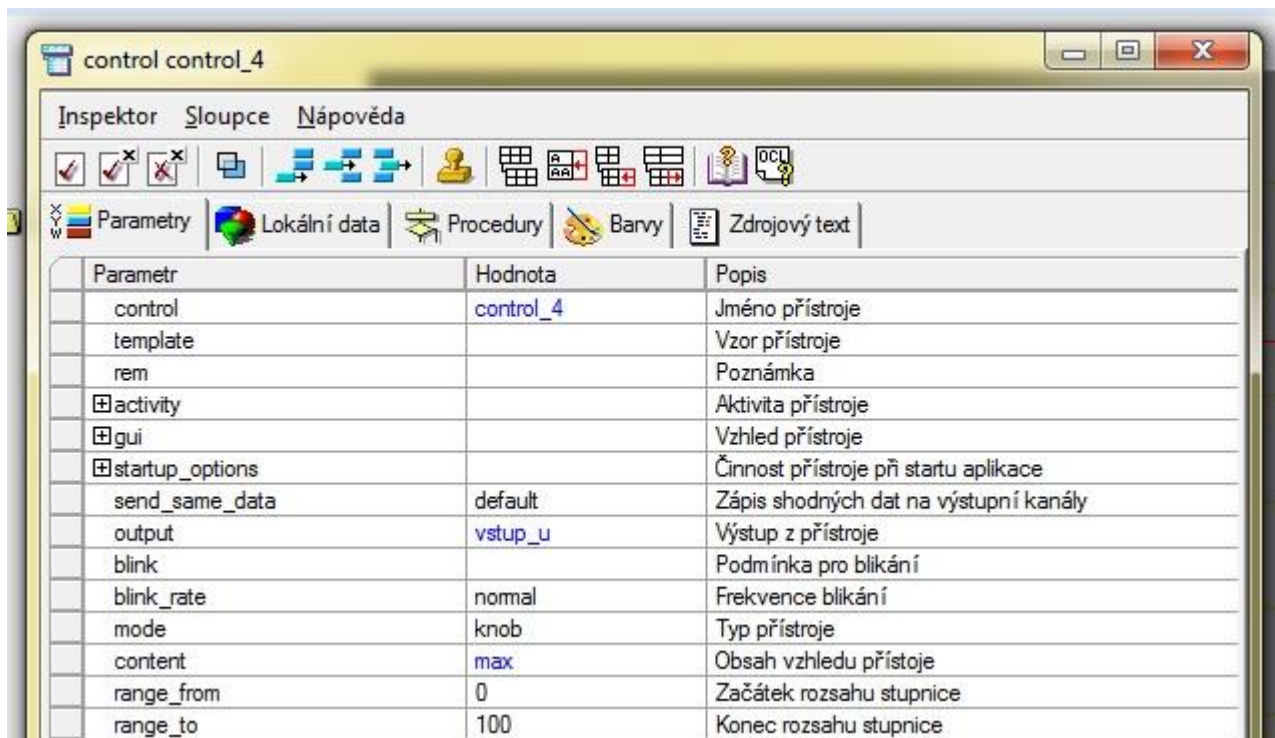 control control_4
Inspektor Sloupce Nápověda
Parametry Lokální data Procedury Barvy Zdrojový text
Parametr Hodnota Popis
control control_4 Jméno přístroje
template Vzor přístroje
rem Poznámka
activity Aktivita přístroje
gui Vzhled přístroje
startup_options Činnost přístroje při startu aplikace
send_same_data default Zápis shodných dat na výstupní kanály
output vstup_u Výstup z přístroje
blink Podmínka pro blikání
blink_rate normal Frekvence blikání
mode knob Typ přístroje
content max Obsah vzhledu přístoje
range_from 0 Začátek rozsahu stupnice
range_to 100 Konec rozsahu stupnice